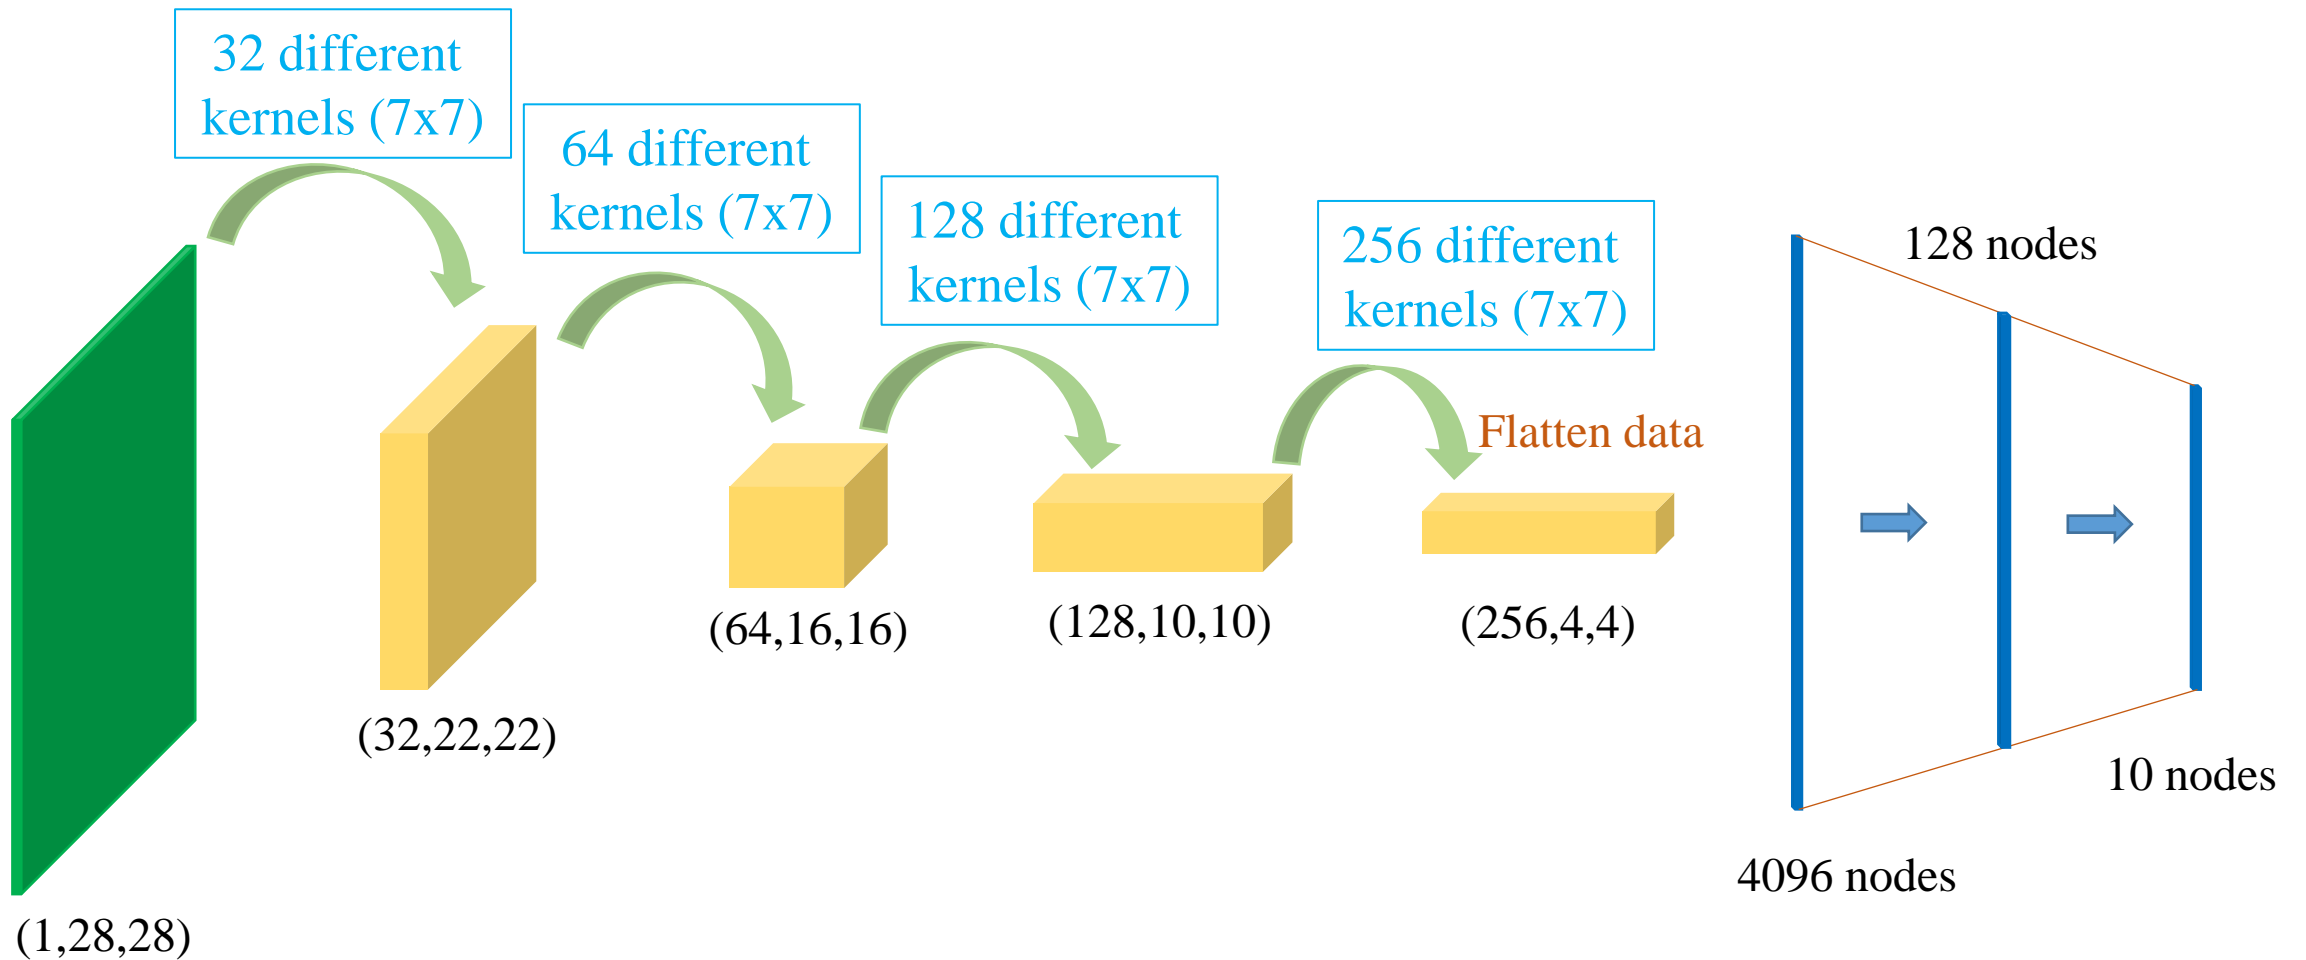 32 different
kernels (7x7)
64 different
kernels (7x7)
128 different
kernels (7x7)
256 different
kernels (7x7)
128 nodes
Flatten data
(64,16,16)
(128,10,10)
(256,4,4)
(32,22,22)
10 nodes
4096 nodes
(1,28,28)